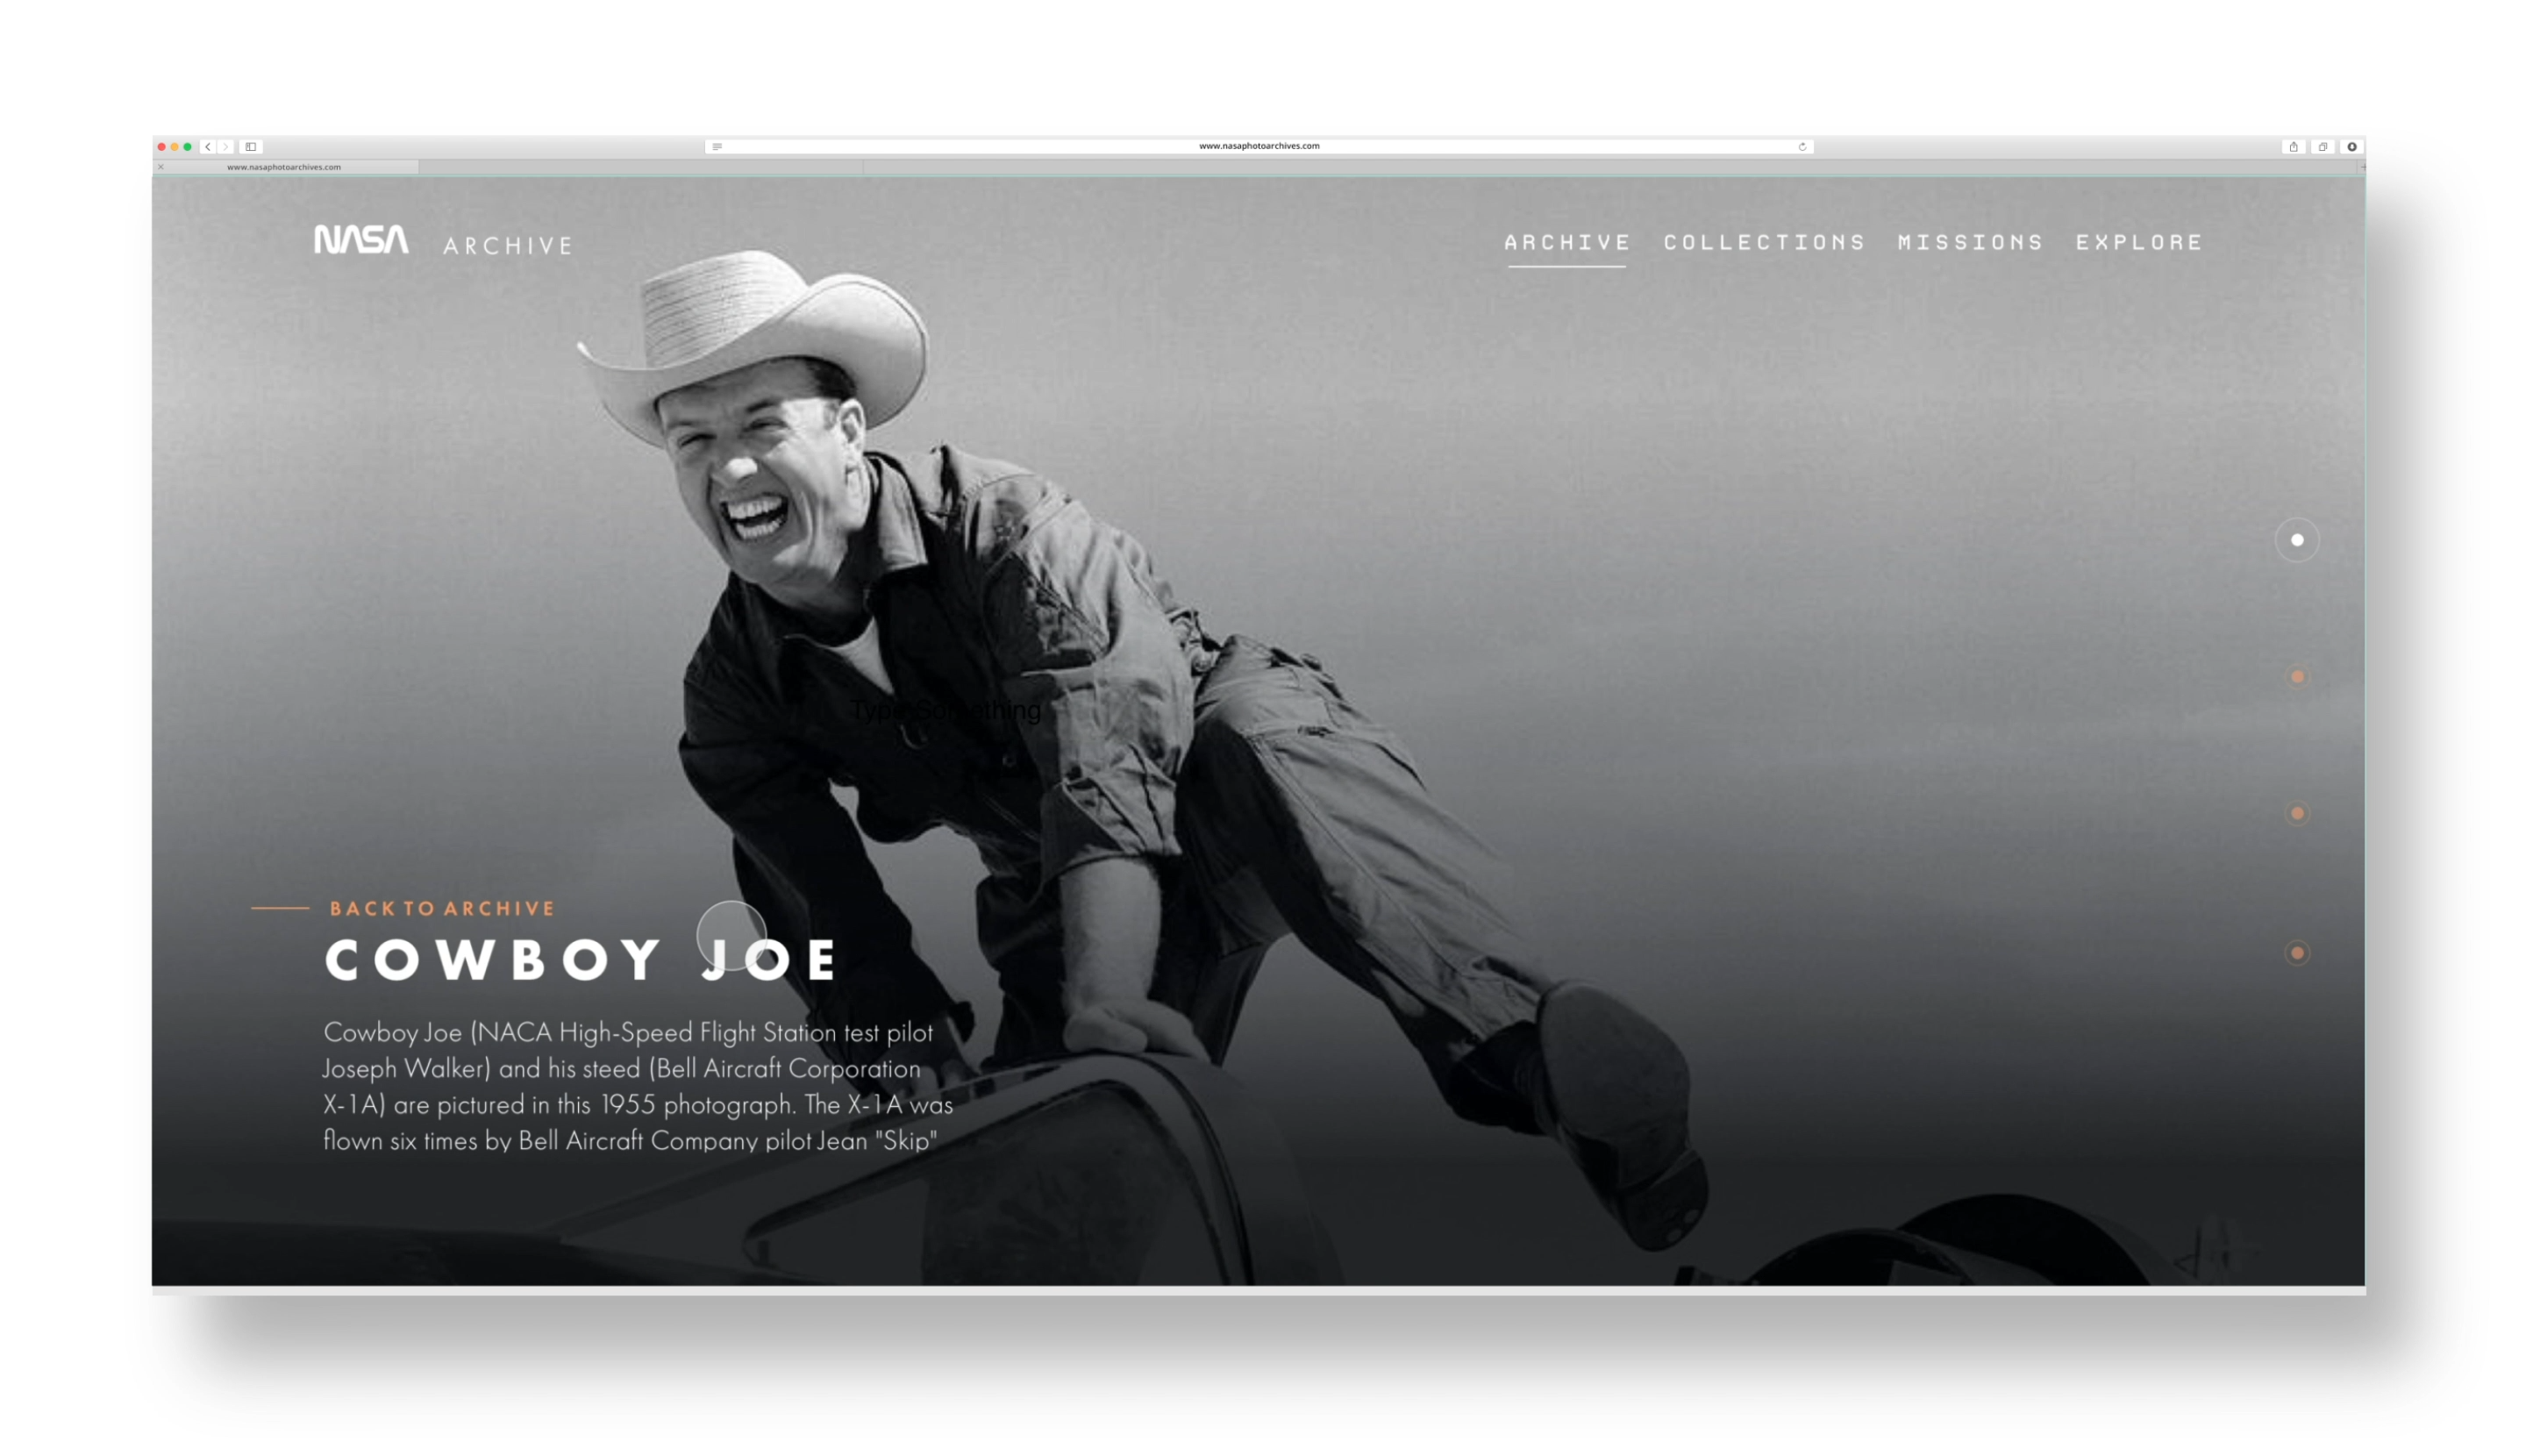 www.nasaphotoarchives.com
www.nasaphotoarchives.com
NASA ARCHIVE
ARCHIVE COLLECTIONS MISSIONS EXPLORE
Type Something
BACK TO ARCHIVE
COWBOY JOE
Cowboy Joe (NACA High-Speed Flight Station test pilot
Joseph Walker) and his steed (Bell Aircraft Corporation
X-1A) are pictured in this 1955 photograph. The X-1A was
flown six times by Bell Aircraft Company pilot Jean "Skip"